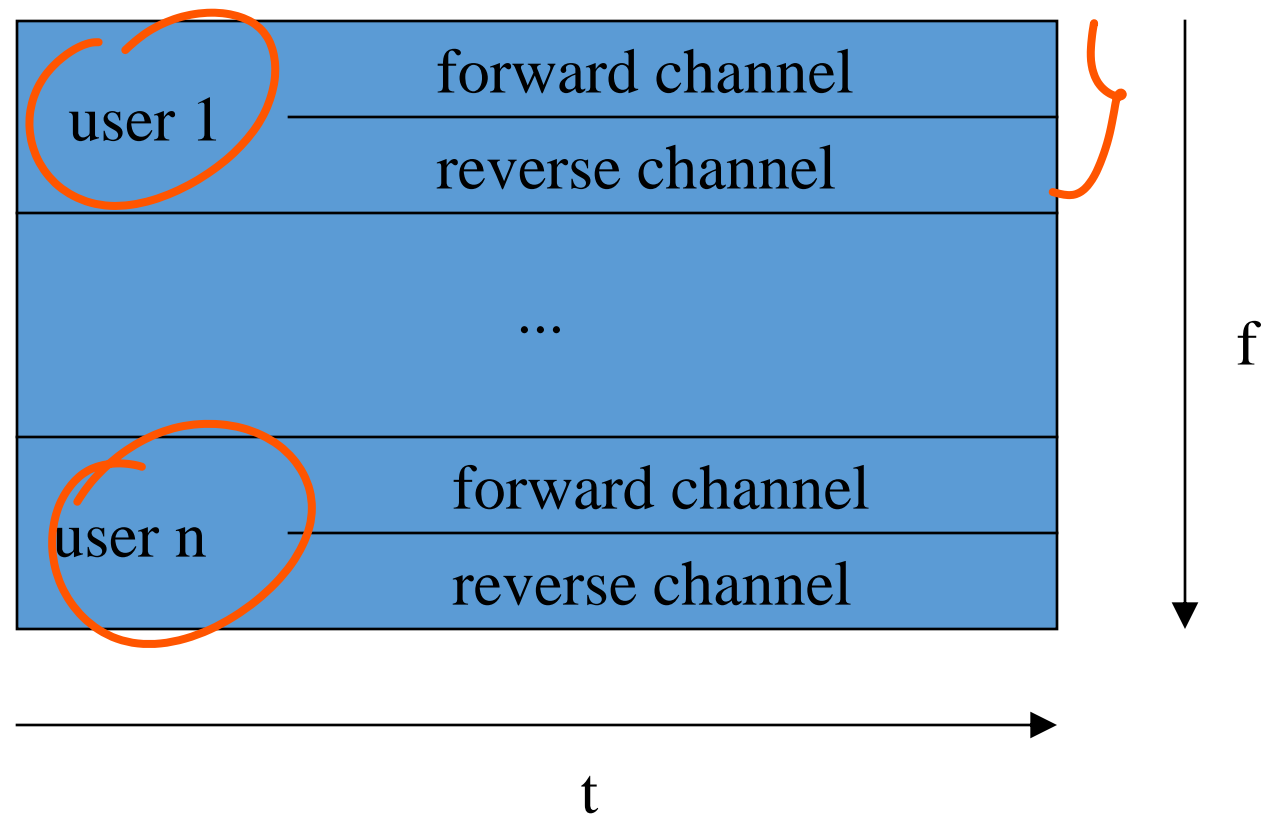 forward channel
user 1
reverse channel
...
f
forward channel
user n
reverse channel
t